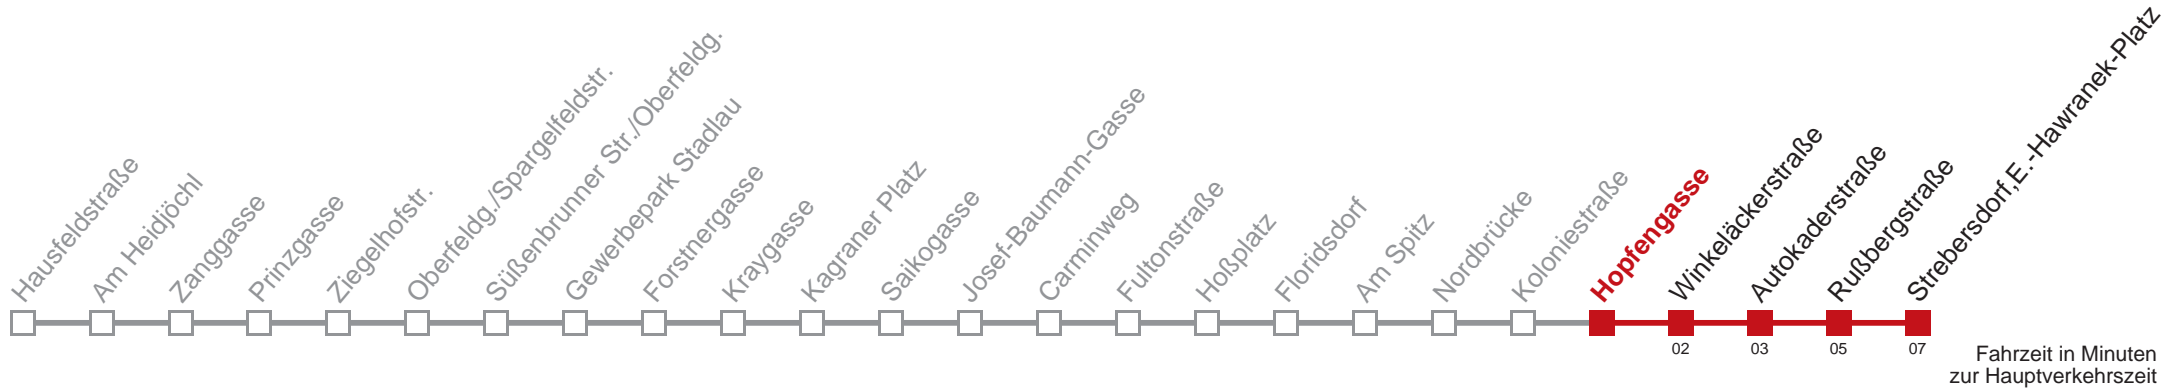 Hausfeldstraße
Am Heidjöchl
Zanggasse
Prinzgasse
Ziegelhofstr.
Oberfeldg./Spargelfeldstr.
Süßenbrunner Str./Oberfeldg.
Gewerbepark Stadlau
Forstnergasse
Kraygasse
Kagraner Platz
Saikogasse
Josef-Baumann-Gasse
Carminweg
Fultonstraße
Hoßplatz
Floridsdorf
Am Spitz
Nordbrücke
Koloniestraße
Hopfengasse
Winkeläckerstraße
Autokaderstraße
Rußbergstraße
Strebersdorf,E.-Hawranek-Platz
02
03
05
07
Fahrzeit in Minuten
zur Hauptverkehrszeit